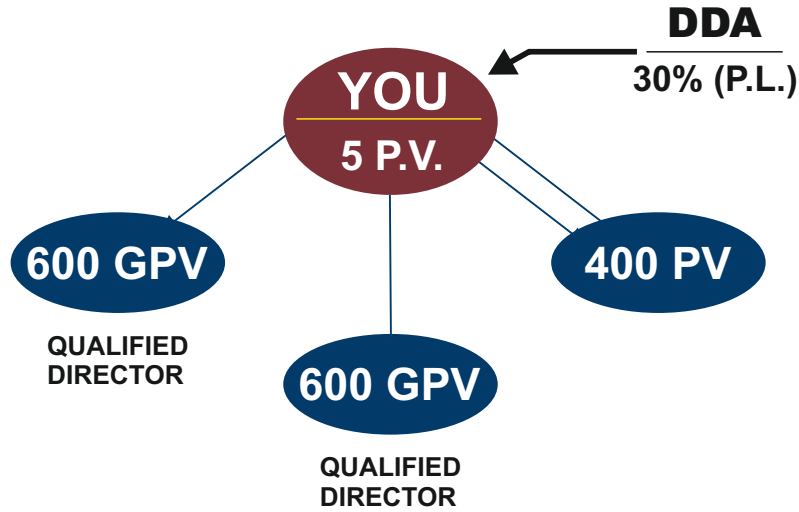 DDA
30% (P.L.)
YOU
5 P.V.
600 GPV
QUALIFIED
DIRECTOR
600 GPV
QUALIFIED
DIRECTOR
400 PV